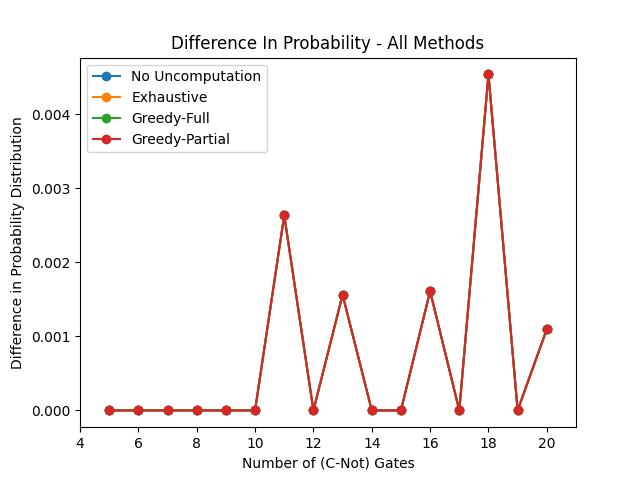 Difference In Probability - All Methods
No Uncomputation
Exhaustive
Greedy-Full
Greedy-Partial
Difference in Probability Distribution
0.004
0.003
0.002
0.001
0.000
4 6 8 10 12 14 16 18 20
Number of (C-Not) Gates